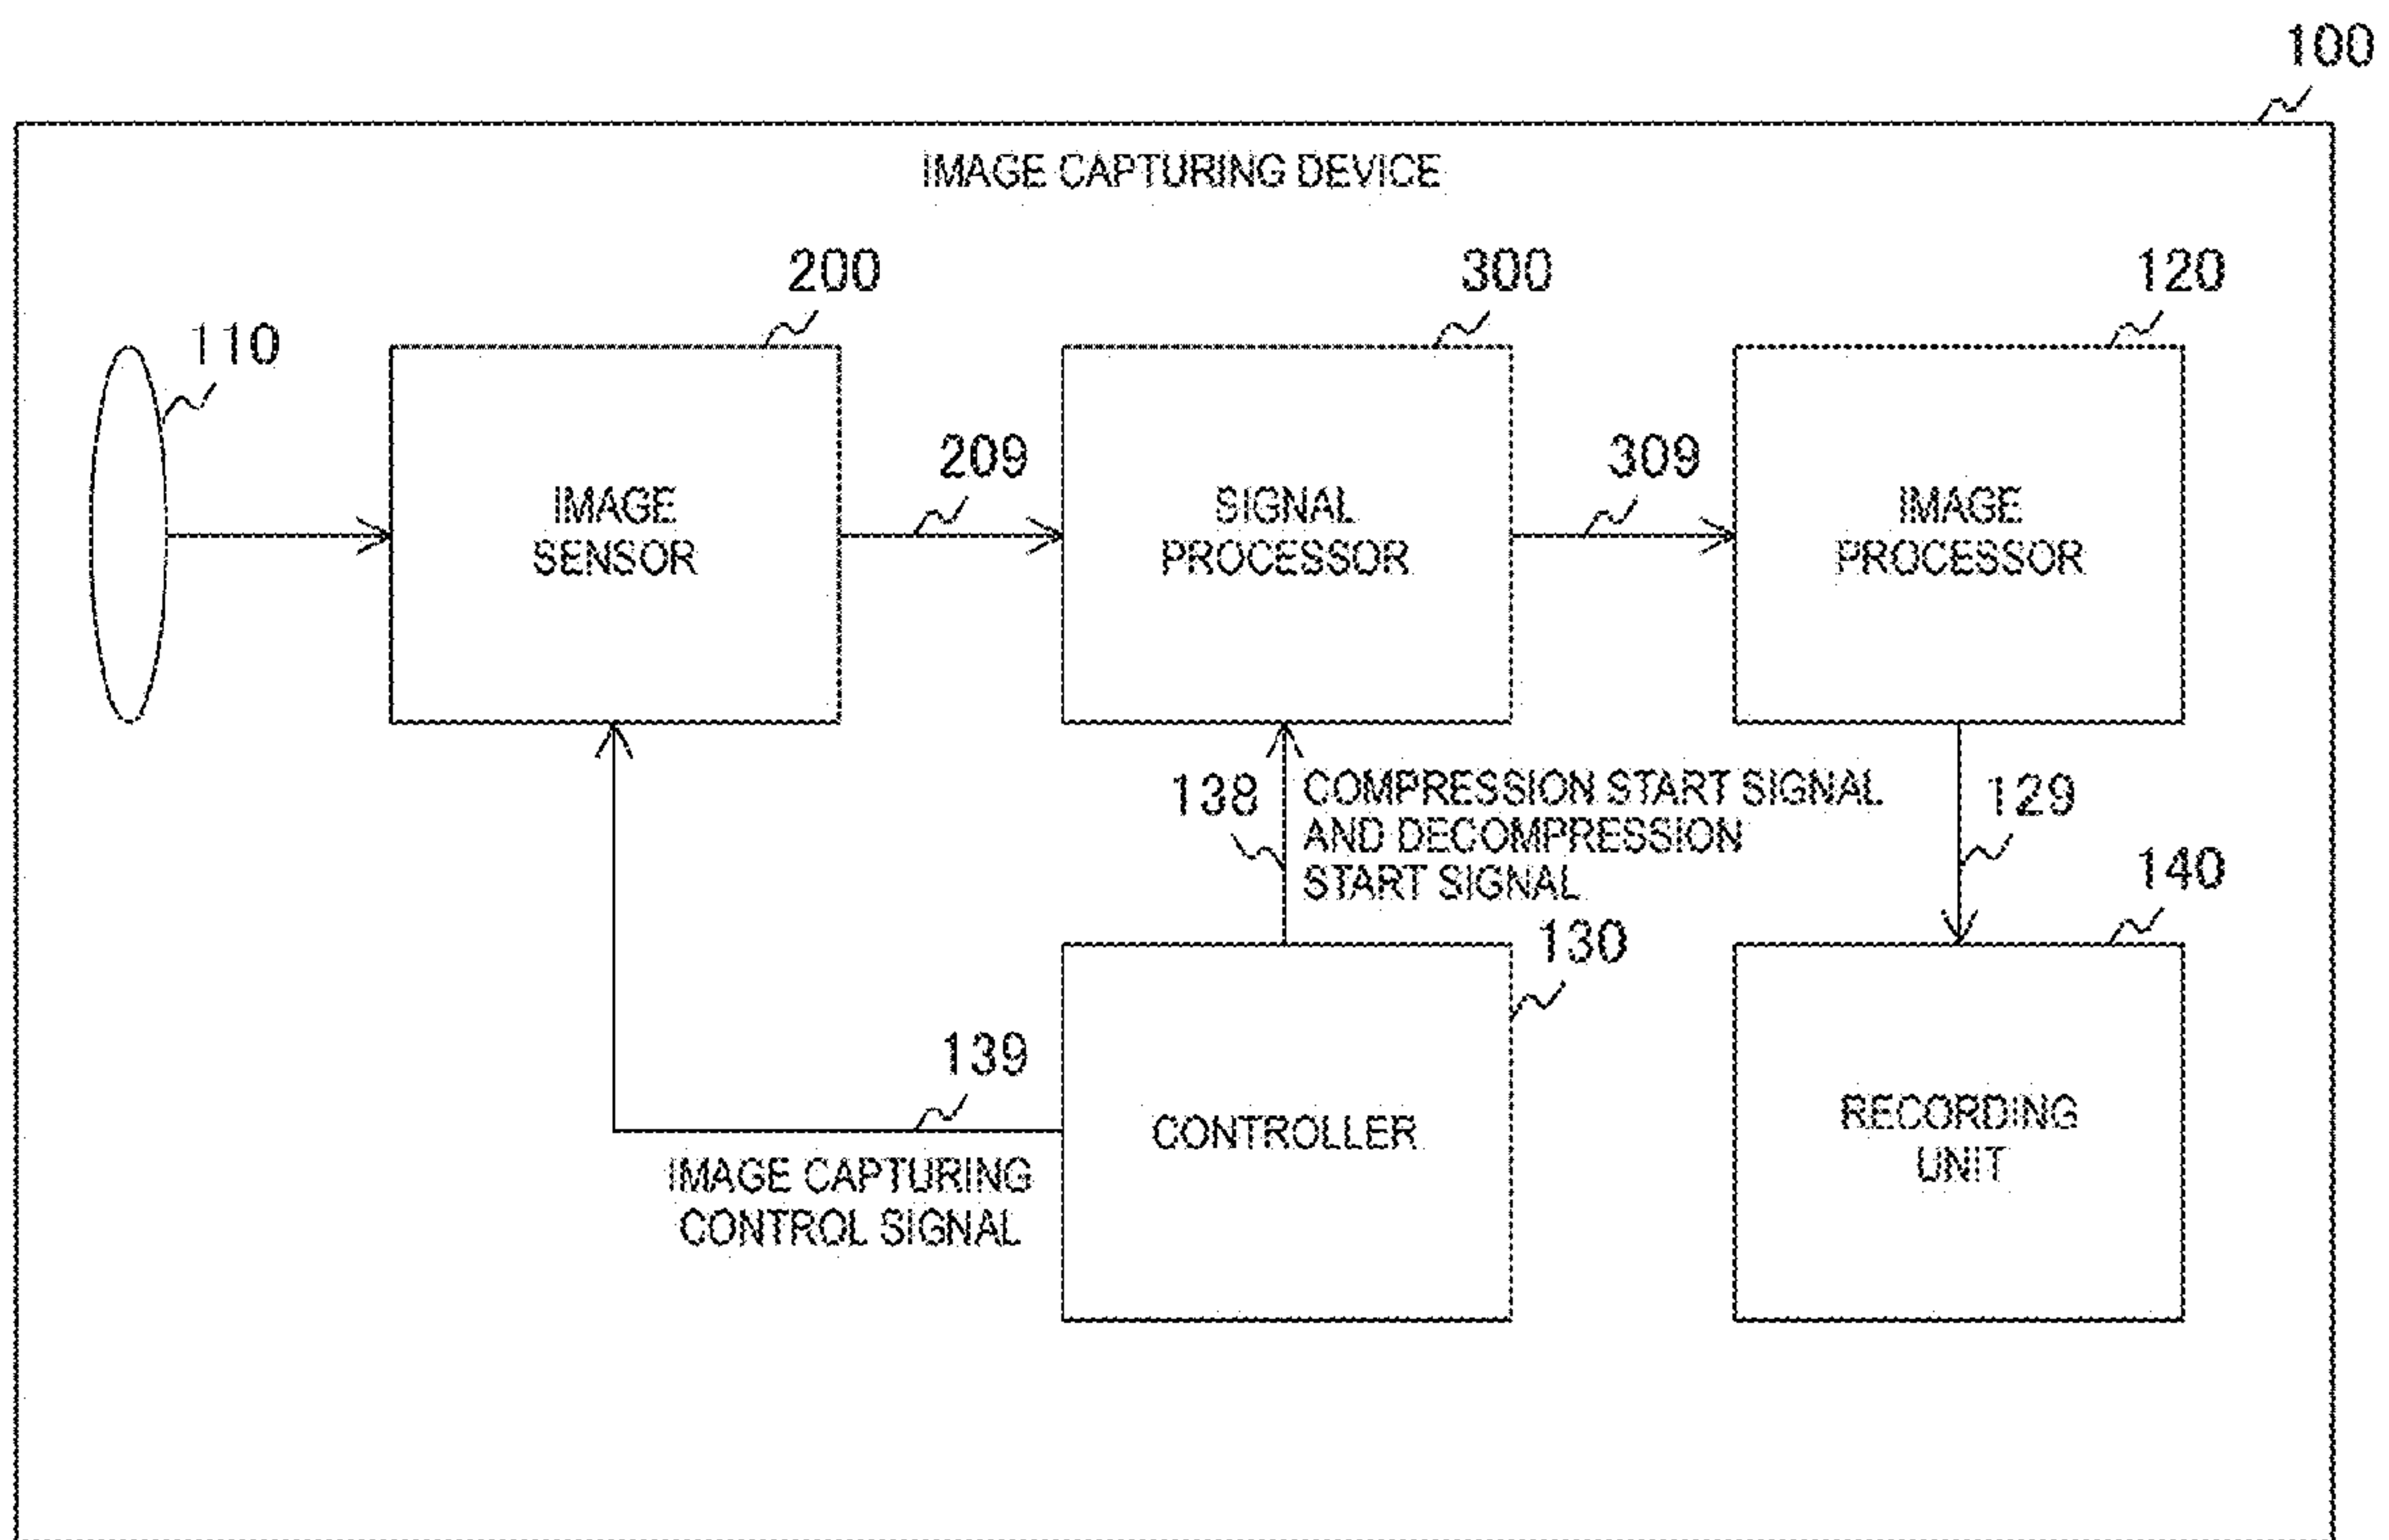 100
IMAGE CAPTURING DEVICE
200
300
120
110
209
309
IMAGE
SENSOR
SIGNAL
PROCESSOR
IMAGE
PROCESSOR
138
COMPRESSION START SIGNAL
AND DECOMPRESSION
START SIGNAL
129
140
130
139
CONTROLLER
RECORDING
UNIT
IMAGE CAPTURING
CONTROL SIGNAL